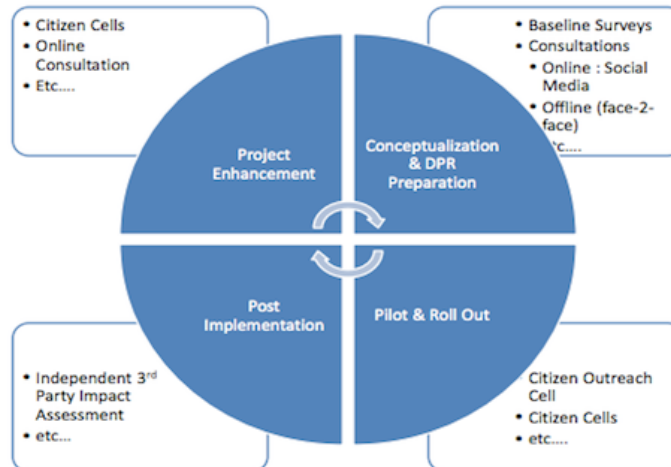 • Citizen Cells
• Online
Consultation
• Etc....
• Baseline Surveys
• Consultations
• Online : Social
Media
• Offline (face-2-
face)
tc....
Project
Enhancement
Conceptualization
& DPR
Preparation
Post
Implementation
Pilot & Roll Out
• Independent 3rd
Party Impact
Assessment
• etc...
Citizen Outreach
Cell
• Citizen Cells
• etc....